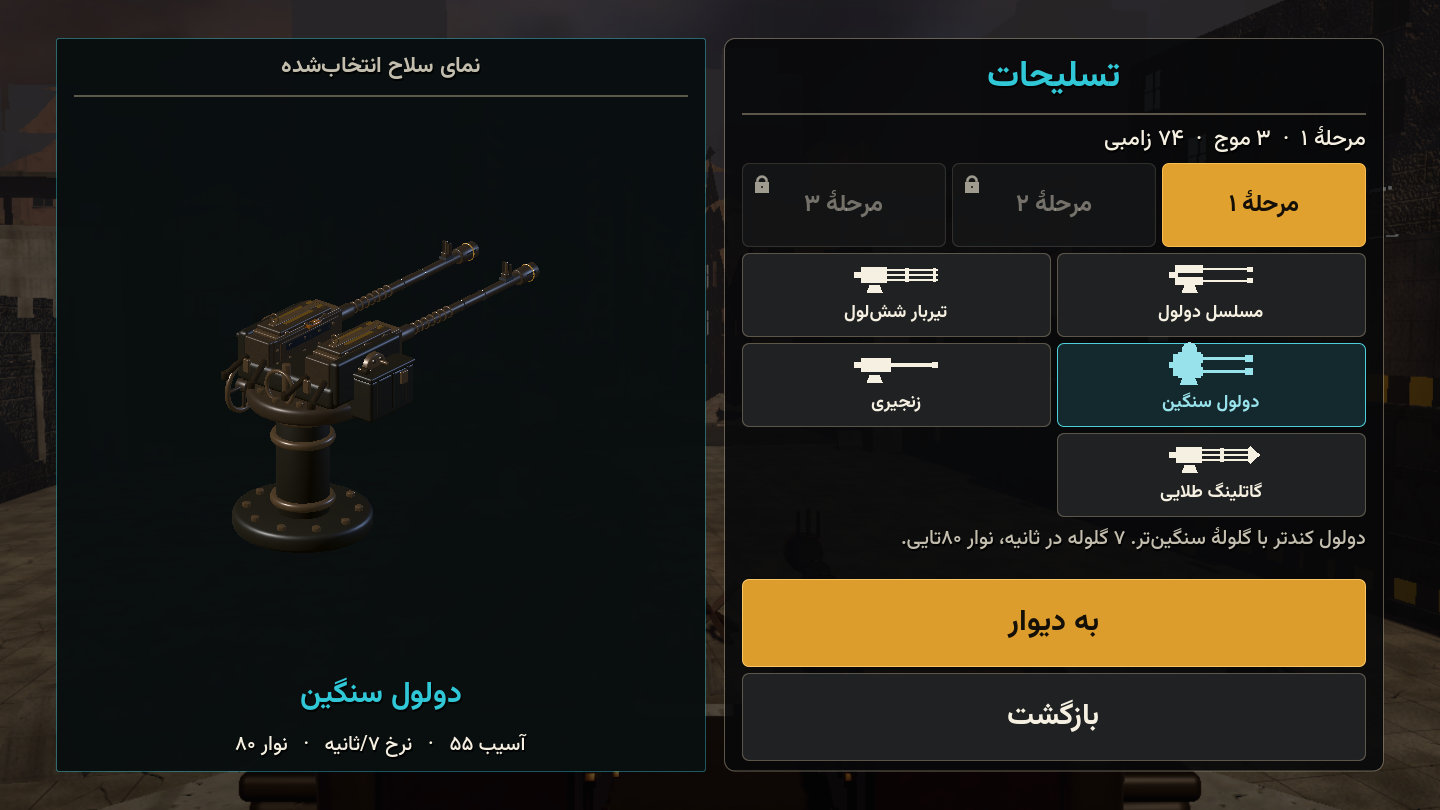 تسلیحات
مرحلهٔ ۱ · ۳ موج · ۷۴ زامبی
مرحلهٔ ۱
مرحلهٔ ۲
مرحلهٔ ۳
مسلسل دولول
تیربار شش‌لول
دولول سنگین
زنجیری
گاتلینگ طلایی
دولول کندتر با گلولهٔ سنگین‌تر. ۷ گلوله در ثانیه، نوار ۸۰تایی.
به دیوار
بازگشت
نمای سلاح انتخاب‌شده
دولول سنگین
آسیب ۵۵ · نرخ ۷/ثانیه · نوار ۸۰